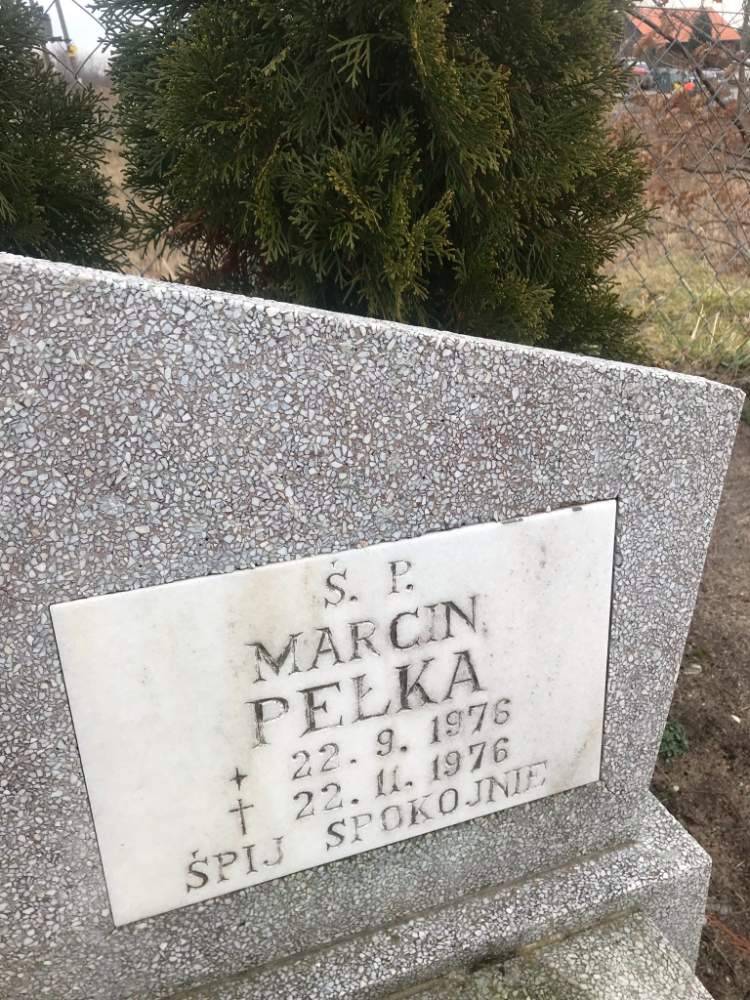 Ś. P.
MARCIN
PEŁKA
22. 9. 1976
22. 11. 1976
ŚPIJ SPOKOJNIE